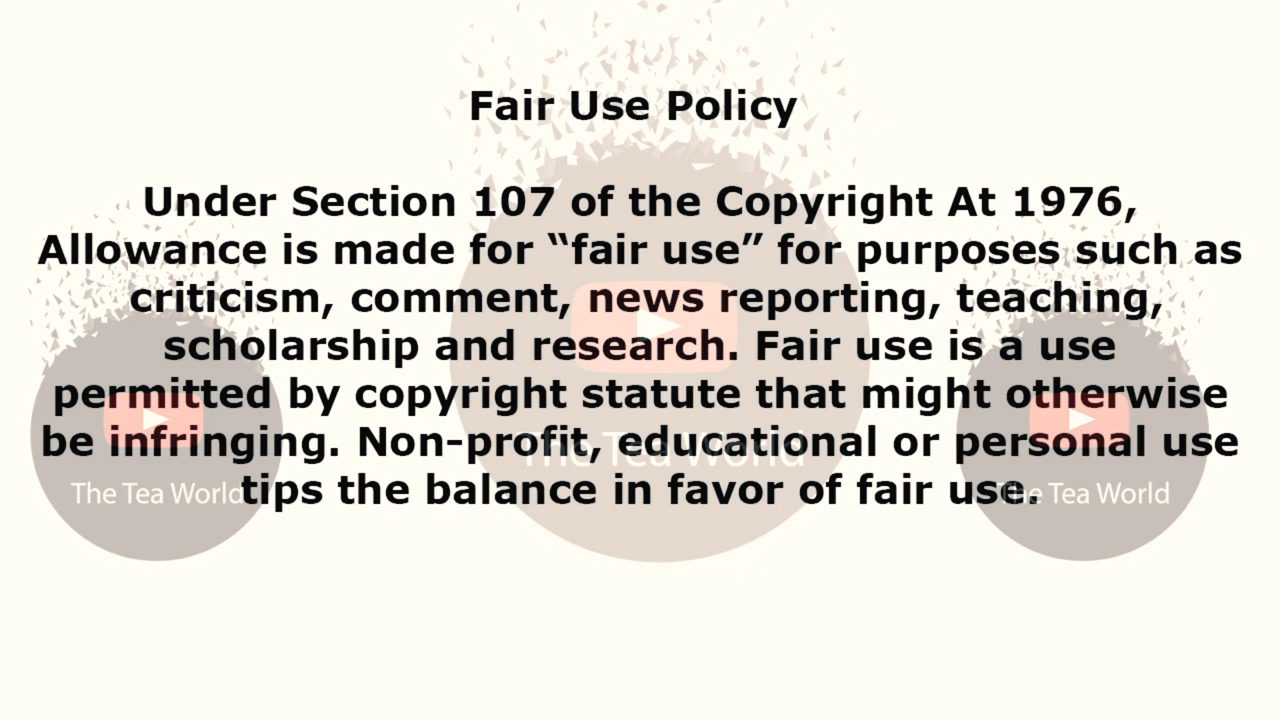 Fair Use Policy
Under Section 107 of the Copyright At 1976,
Allowance is made for “fair use” for purposes such as
criticism, comment, news reporting, teaching,
scholarship and research. Fair use is a use
permitted by copyright statute that might otherwise
be infringing. Non-profit, educational or personal use
The Tea World
tips the balance in favor of fair use.
The Tea World
The Tea World